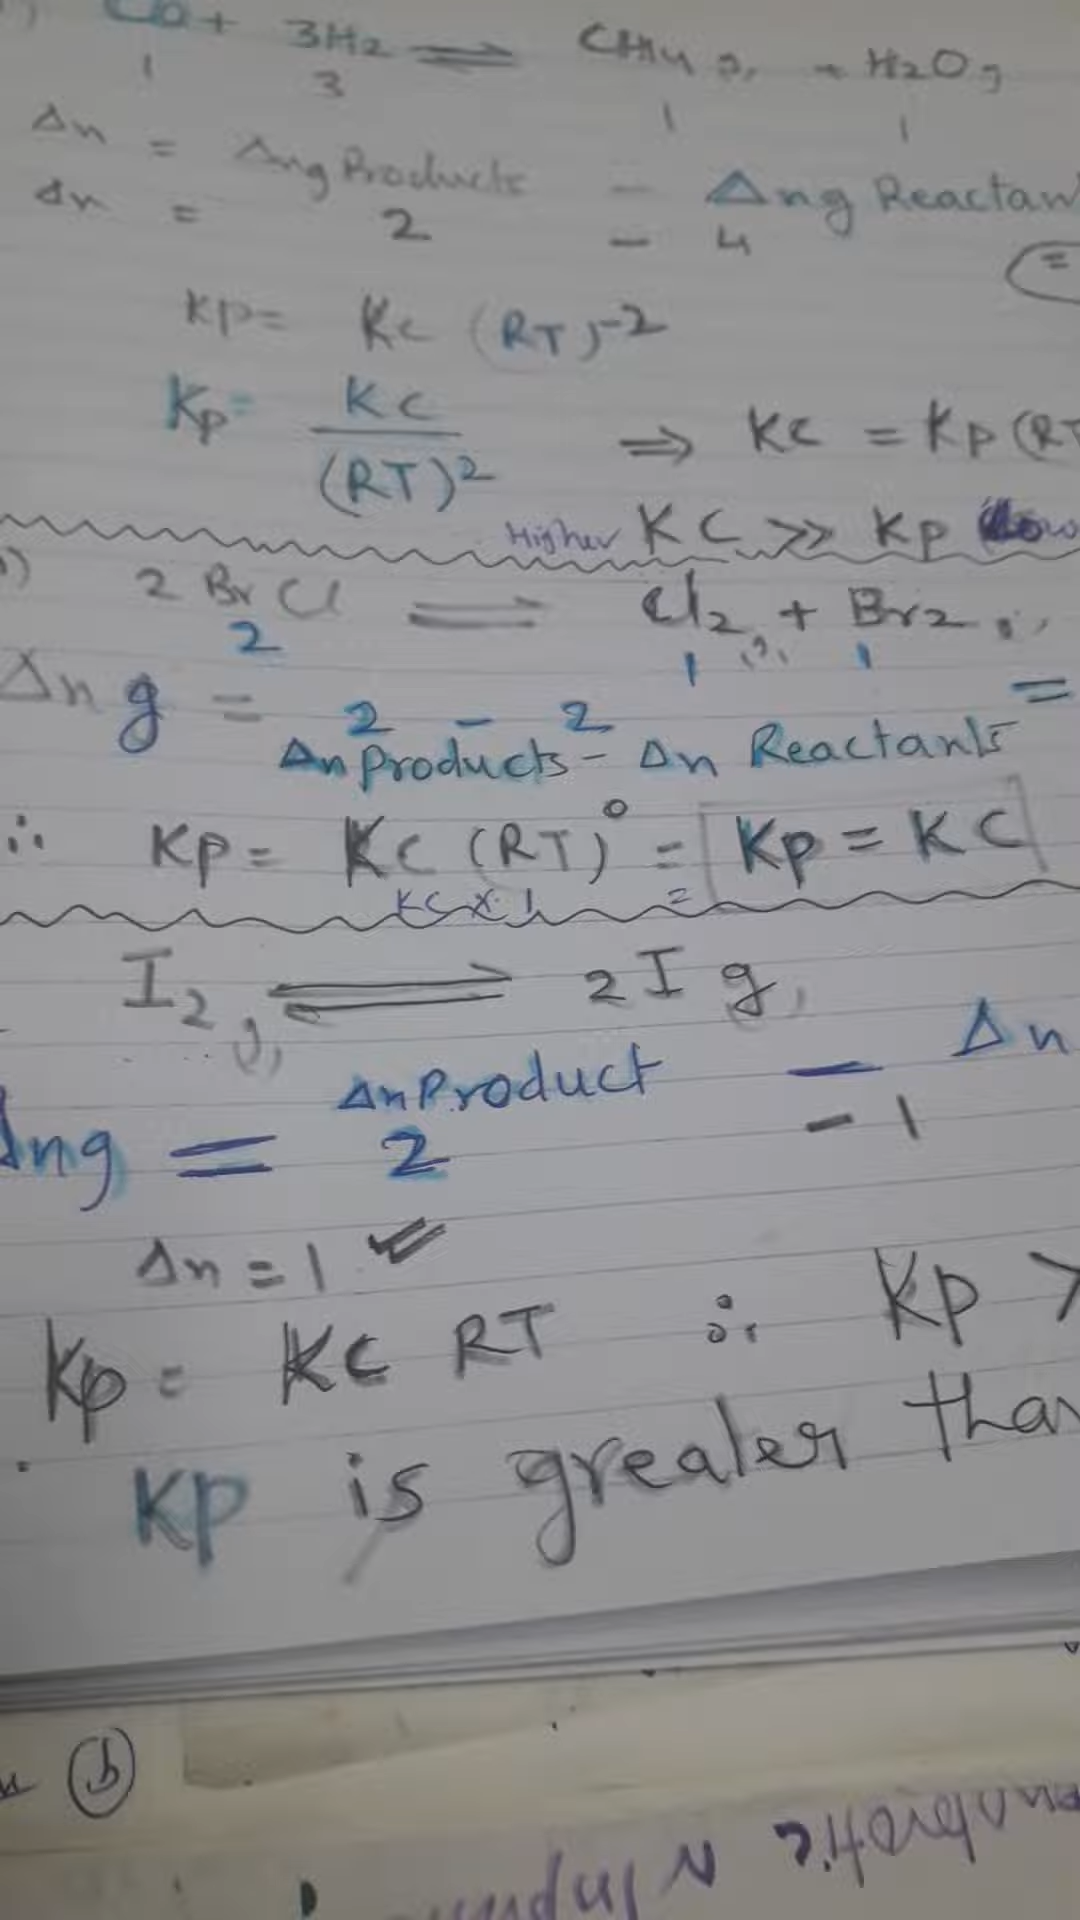 CO + 3H2 ⇌ CH4 g, + H2O g
1 3 1 1
Δn = Δng Products - Δng Reactan
Δn = 2 - 4 =
KP = Kc (RT)-2
Kp = KC / (RT)2 ⇒ KC = Kp (RT
Higher KC >> Kp
2 BrCl ⇌ Cl2 + Br2
2 1 1
Δn g = 2 - 2 =
Δn Products - Δn Reactants
∴ KP = KC (RT)° = Kp = KC
KC x 1 =
I2 g, ⇌ 2 I g,
Δn Product - Δn
Δng = 2 - 1
Δn = 1 ✓
Kp = KC RT ∴ Kp >
Kp is greater than
b